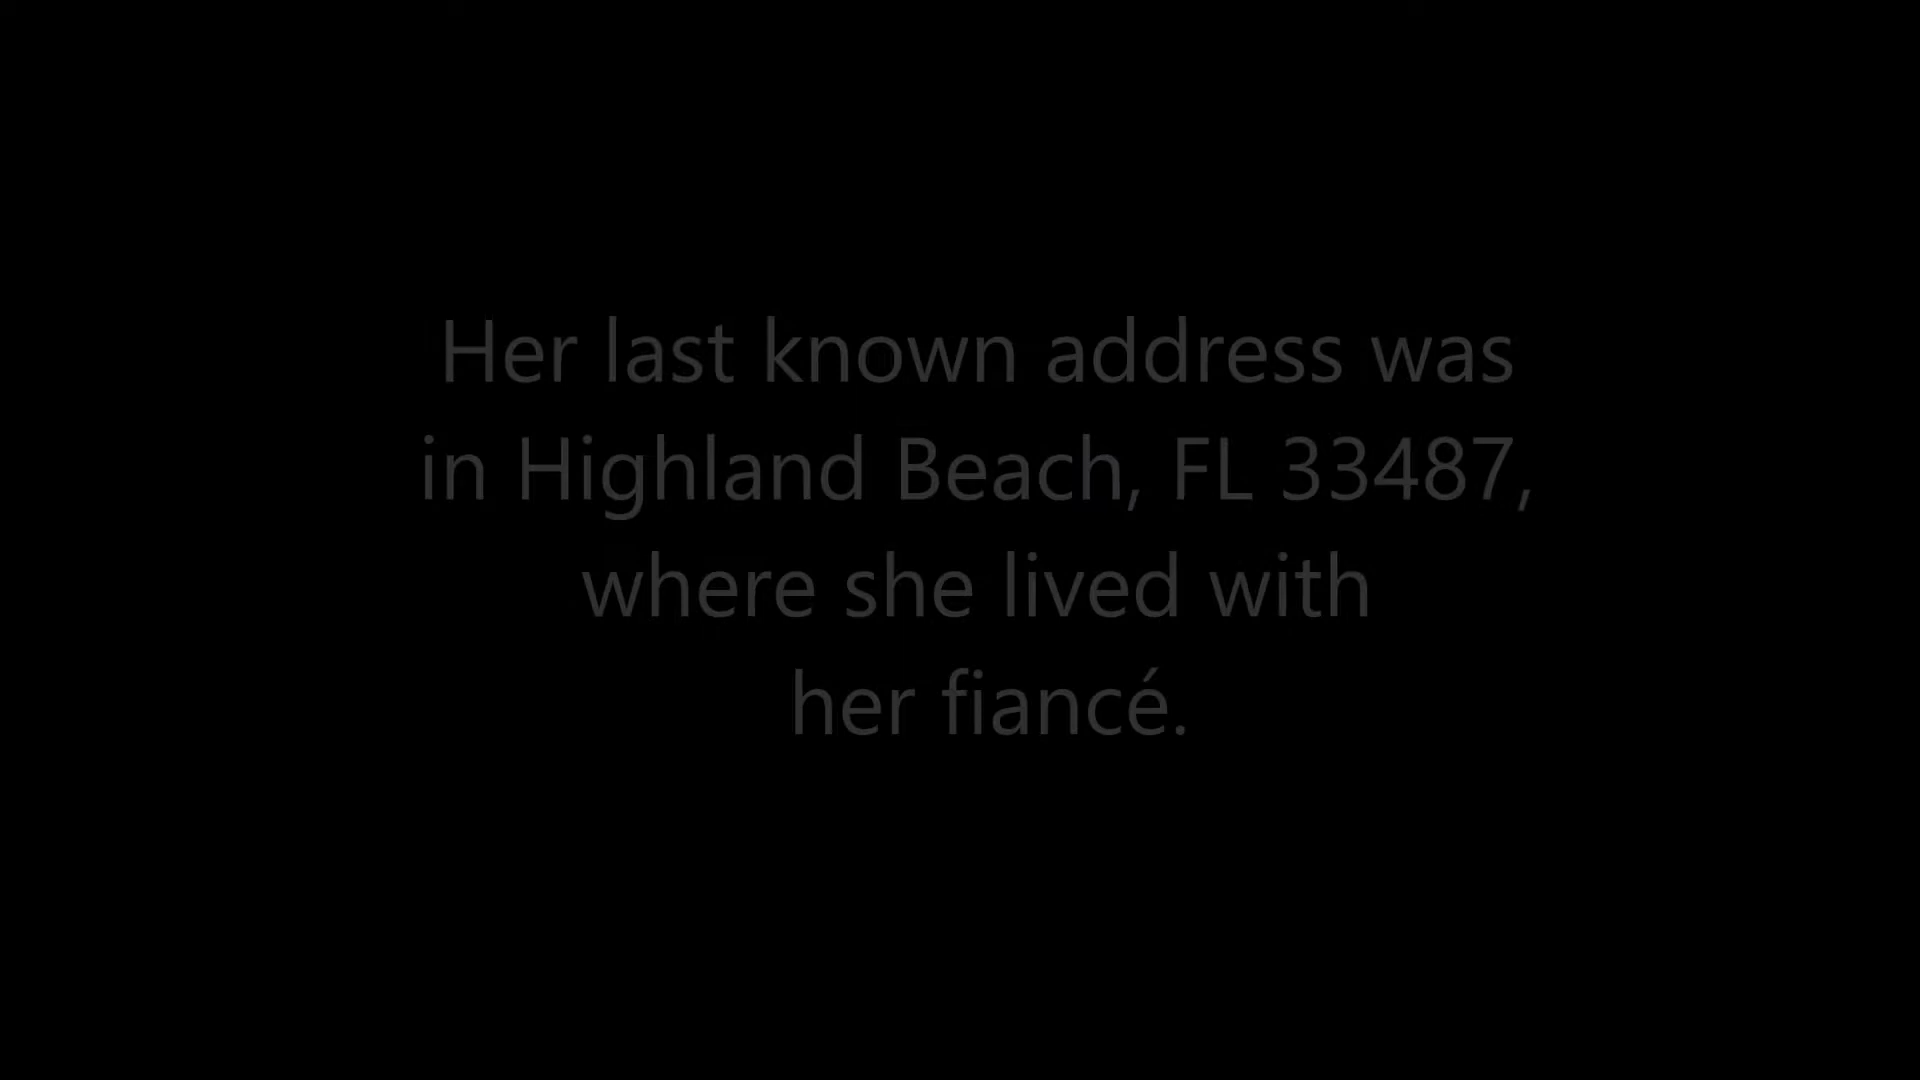 Her last known address was
in Highland Beach, FL 33487,
where she lived with
her fiancé.